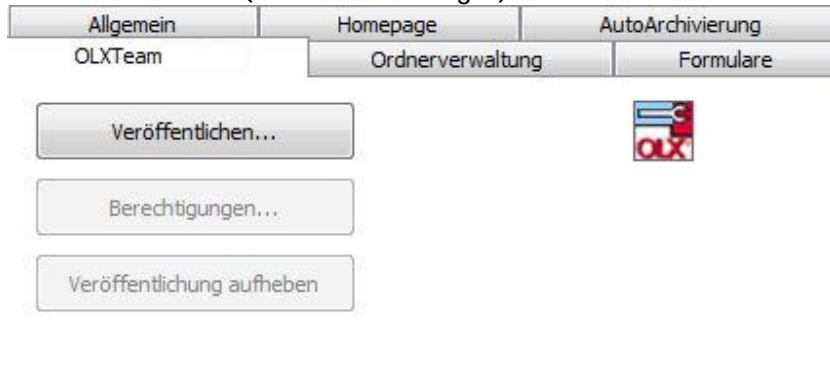 Allgemein Homepage AutoArchivierung
OLXTeam Ordnerverwaltung Formulare
Veröffentlichen...
OLX
Berechtigungen...
Veröffentlichung aufheben